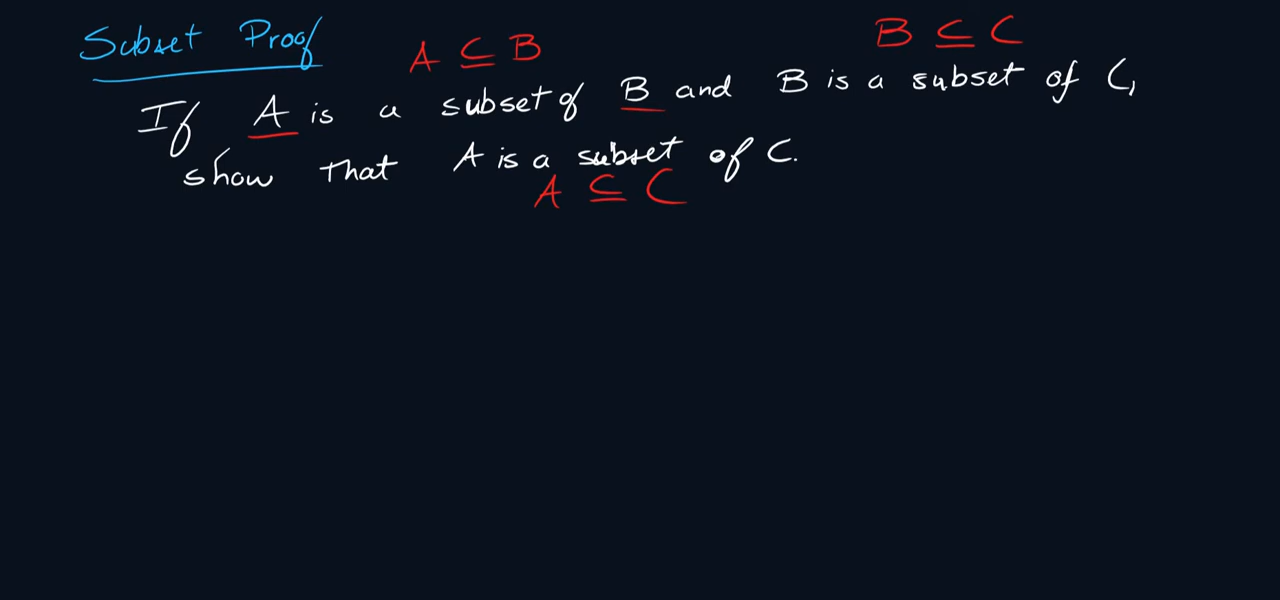 Subset Proof
A ⊆ B
B ⊆ C
If A is a subset of B and B is a subset of C,
show that A is a subset of C.
A ⊆ C